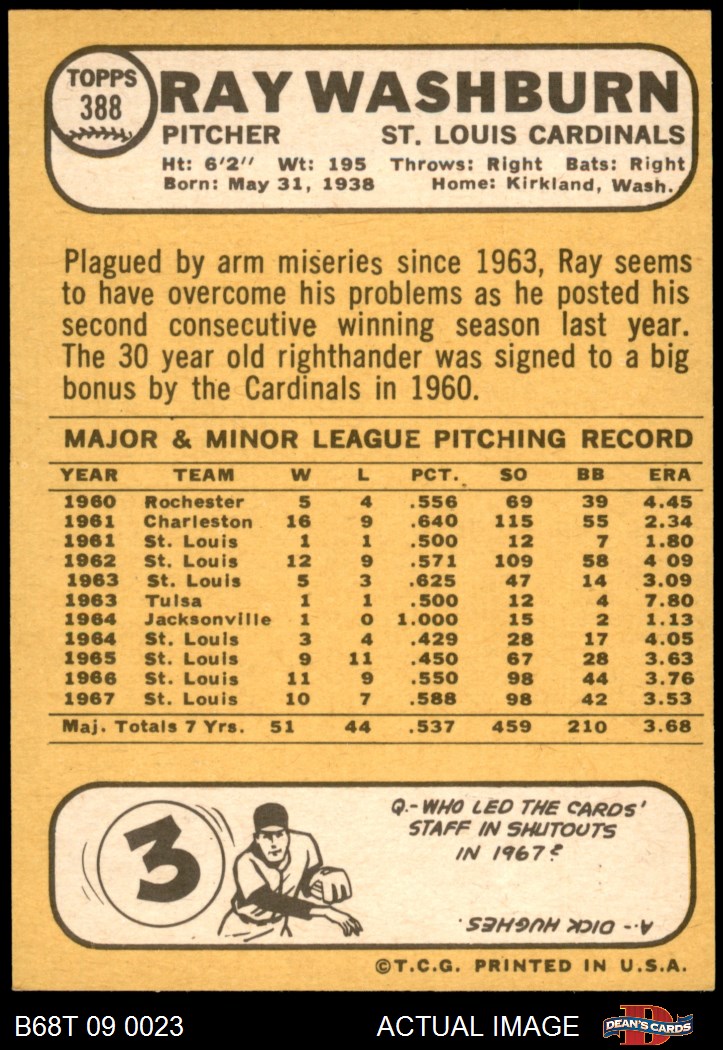 TOPPS
388
RAY WASHBURN
PITCHER ST. LOUIS CARDINALS
Ht: 6'2" Wt: 195 Throws: Right Bats: Right
Born: May 31, 1938 Home: Kirkland, Wash.
Plagued by arm miseries since 1963, Ray seems
to have overcome his problems as he posted his
second consecutive winning season last year.
The 30 year old righthander was signed to a big
bonus by the Cardinals in 1960.
MAJOR & MINOR LEAGUE PITCHING RECORD
YEAR TEAM W L PCT. SO BB ERA
1960 Rochester 5 4 .556 69 39 4.45
1961 Charleston 16 9 .640 115 55 2.34
1961 St. Louis 1 1 .500 12 7 1.80
1962 St. Louis 12 9 .571 109 58 4 09
1963 St. Louis 5 3 .625 47 14 3.09
1963 Tulsa 1 1 .500 12 4 7.80
1964 Jacksonville 1 0 1.000 15 2 1.13
1964 St. Louis 3 4 .429 28 17 4.05
1965 St. Louis 9 11 .450 67 28 3.63
1966 St. Louis 11 9 .550 98 44 3.76
1967 St. Louis 10 7 .588 98 42 3.53
Maj. Totals 7 Yrs. 51 44 .537 459 210 3.68
3
Q.-WHO LED THE CARDS'
STAFF IN SHUTOUTS
IN 1967?
A.- DICK HUGHES.
©T.C.G. PRINTED IN U.S.A.
B68T 09 0023 ACTUAL IMAGE
D
DEAN'S CARDS